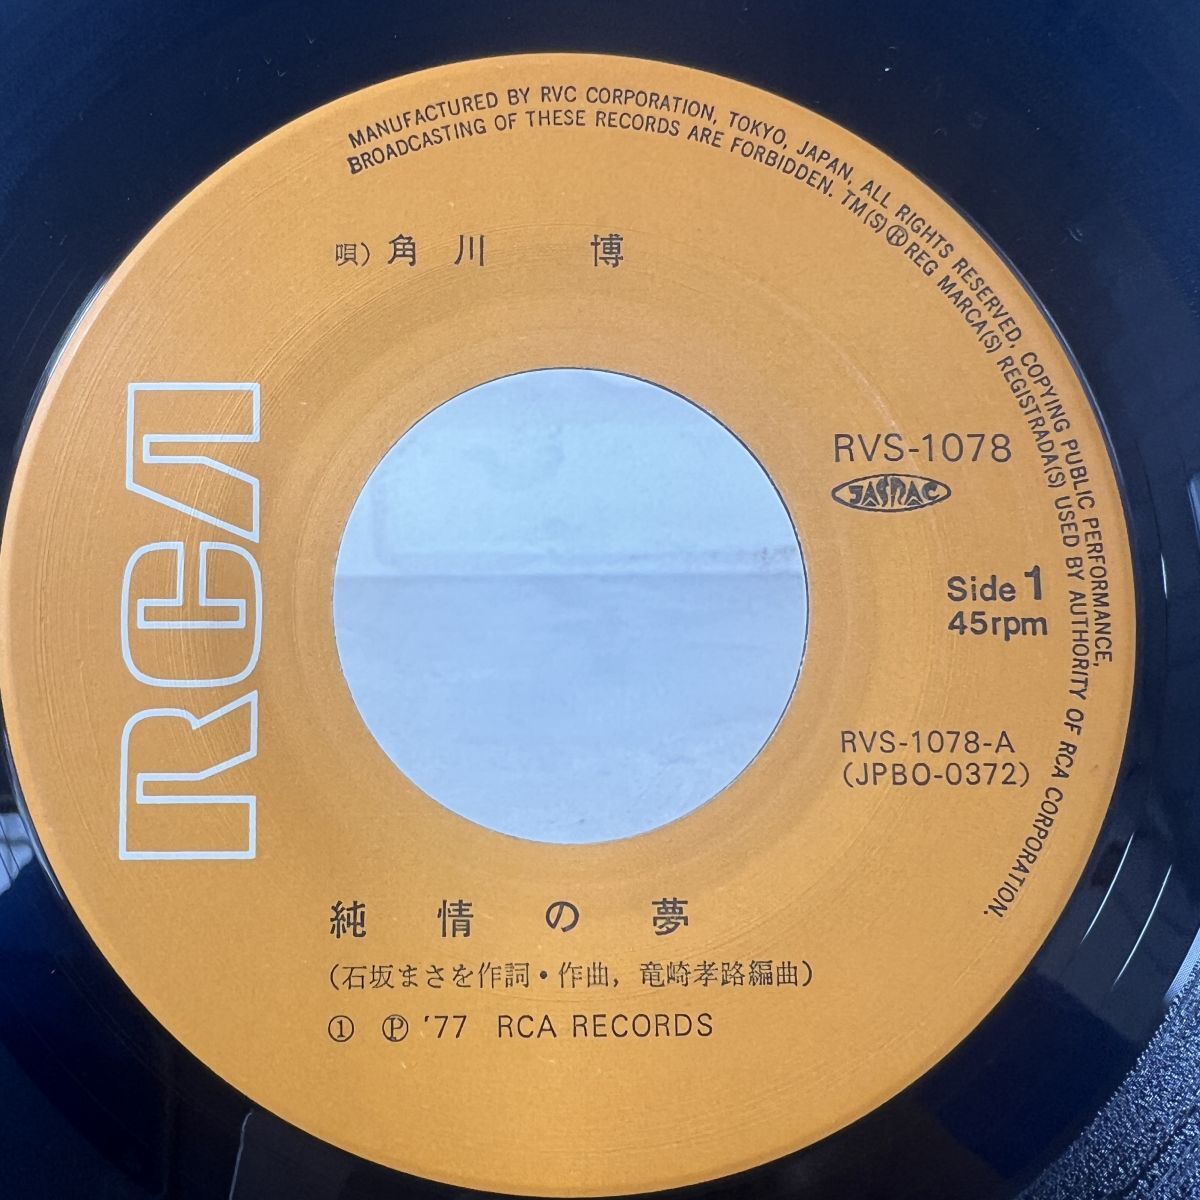 MANUFACTURED BY RVC CORPORATION, TOKYO, JAPAN, ALL RIGHTS RESERVED, COPYING PUBLIC PERFORMANCE,
BROADCASTING OF THESE RECORDS ARE FORBIDDEN. TM(S)®REG MARCA(S) REGISTRADA(S) USED BY AUTHORITY OF RCA CORPORATION.
唄) 角川 博
RCA
RVS-1078
JASRAC
Side 1
45rpm
RVS-1078-A
(JPBO-0372)
純情の夢
(石坂まさを作詞・作曲, 竜崎孝路編曲)
① Ⓟ '77 RCA RECORDS